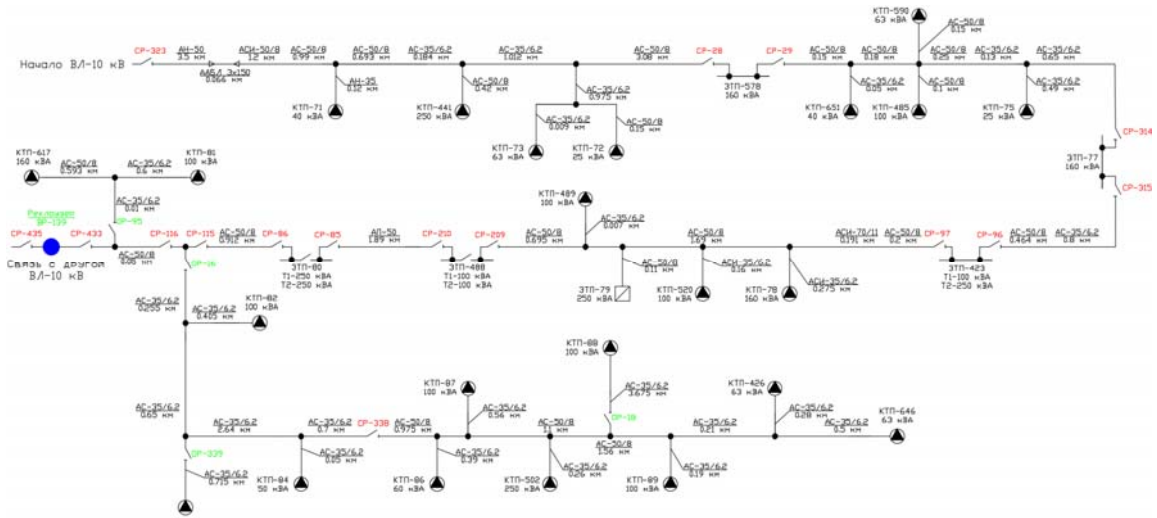 Начало ВЛ-10 кВ
СР-323
АН-50
3.5 км
ААБЛ 3х150
0.066 км
АСИ-50/8
1.2 км
АС-50/8
0.99 км
АН-35
0.12 км
КТП-71
40 кВА
АС-50/8
0.693 км
АС-35/6.2
0.184 км
АС-50/8
0.42 км
КТП-441
250 кВА
АС-35/6.2
1.012 км
АС-35/6.2
0.975 км
АС-35/6.2
0.009 км
КТП-73
63 кВА
АС-50/8
0.15 км
КТП-72
25 кВА
АС-50/8
3.08 км
СР-28
СР-29
ЗТП-578
160 кВА
АС-50/8
0.15 км
АС-35/6.2
0.05 км
КТП-651
40 кВА
АС-50/8
0.18 км
КТП-590
63 кВА
АС-50/8
0.15 км
АС-50/8
0.25 км
АС-50/8
0.1 км
КТП-485
100 кВА
АС-35/6.2
0.13 км
АС-35/6.2
0.65 км
АС-35/6.2
0.49 км
КТП-75
25 кВА
СР-314
ЗТП-77
160 кВА
СР-315
КТП-617
160 кВА
АС-50/8
0.593 км
АС-35/6.2
0.6 км
КТП-81
100 кВА
АС-35/6.2
0.01 км
СР-95
Реклоузер
ВР-139
СР-435
СР-433
Связь с другой
ВЛ-10 кВ
АС-50/8
0.06 км
СР-116
СР-115
АС-50/8
0.912 км
СР-86
СР-85
ЗТП-80
Т1-250 кВА
Т2-250 кВА
АП-50
1.89 км
СР-210
СР-209
ЗТП-488
Т1-100 кВА
Т2-100 кВА
АС-50/8
0.695 км
КТП-489
100 кВА
АС-35/6.2
0.007 км
АС-50/8
0.11 км
ЗТП-79
250 кВА
АС-50/8
1.69 км
АСИ-50/8
0.16 км
КТП-520
100 кВА
АСИ-50/8
0.275 км
КТП-78
160 кВА
АСИ-70/11
0.191 км
АС-50/8
0.2 км
СР-97
СР-96
ЗТП-423
Т1-100 кВА
Т2-250 кВА
АС-50/8
0.464 км
АС-35/6.2
0.8 км
СР-16
АС-35/6.2
0.255 км
КТП-82
100 кВА
АС-35/6.2
0.405 км
АС-35/6.2
0.65 км
АС-35/6.2
2.64 км
АС-35/6.2
0.7 км
СР-338
АС-50/8
0.975 км
СР-339
АС-35/6.2
0.715 км
АС-35/6.2
0.05 км
КТП-84
50 кВА
КТП-87
100 кВА
АС-35/6.2
0.56 км
АС-35/6.2
0.39 км
КТП-86
60 кВА
АС-50/8
1.1 км
АС-35/6.2
0.26 км
КТП-502
250 кВА
КТП-88
100 кВА
АС-35/6.2
3.675 км
СР-18
АС-50/8
1.56 км
АС-35/6.2
0.19 км
КТП-89
100 кВА
АС-35/6.2
0.21 км
КТП-426
63 кВА
АС-35/6.2
0.28 км
АС-35/6.2
0.5 км
КТП-646
63 кВА